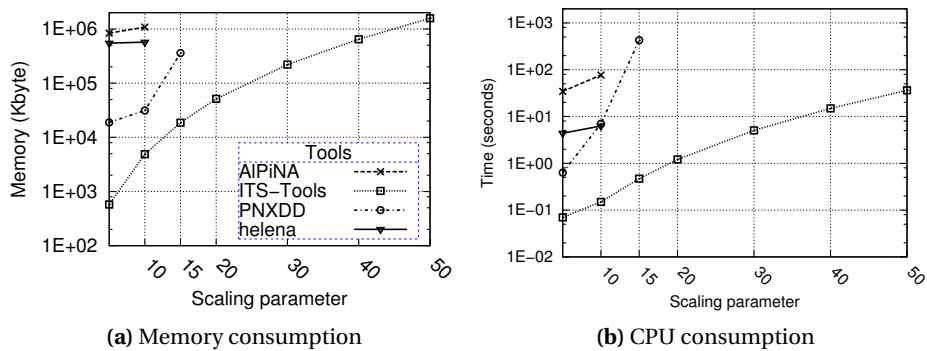 1E+06
1E+05
1E+04
1E+03
1E+02
Memory (Kbyte)
Tools
AlPiNA
ITS-Tools
PNXDD
helena
10
15
20
30
40
50
Scaling parameter
(a) Memory consumption
1E+03
1E+02
1E+01
1E+00
1E-01
1E-02
Time (seconds)
10
15
20
30
40
50
Scaling parameter
(b) CPU consumption